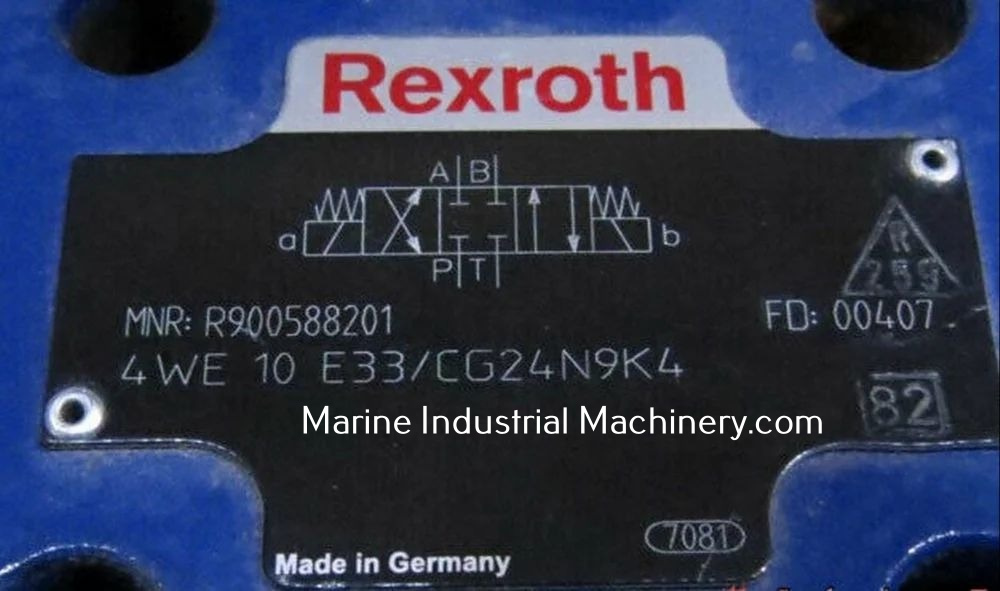 Rexroth
A B
a b
P T
R
259
MNR: R900588201
FD: 00407
4WE 10 E33/CG24N9K4
82
Marine Industrial Machinery.com
7081
Made in Germany